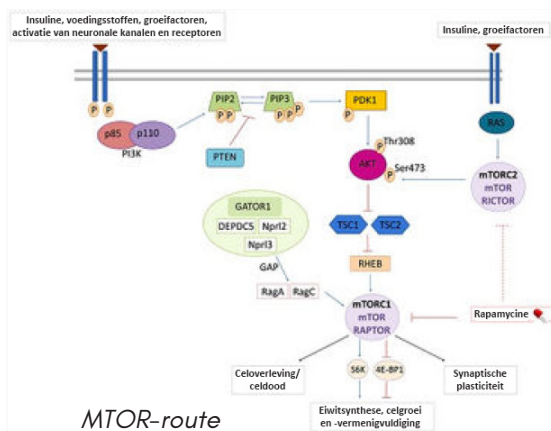 Insuline, voedingsstoffen, groeifactoren,
activatie van neuronale kanalen en receptoren
Insuline, groeifactoren
P
P
PIP2
PIP3
P
P
P
P
P
PDK1
P
p85
p110
PI3K
PTEN
RAS
P
Thr308
AKT
P
Ser473
mTORC2
mTOR
RICTOR
GATOR1
DEPDC5
Nprl2
Nprl3
GAP
TSC1
TSC2
RHEB
RagA
RagC
mTORC1
mTOR
RAPTOR
Rapamycine
Celoverleving/
celdood
S6K
4E-BP1
Synaptische
plasticiteit
Eiwitsynthese, celgroei
en -vermenigvuldiging
MTOR-route